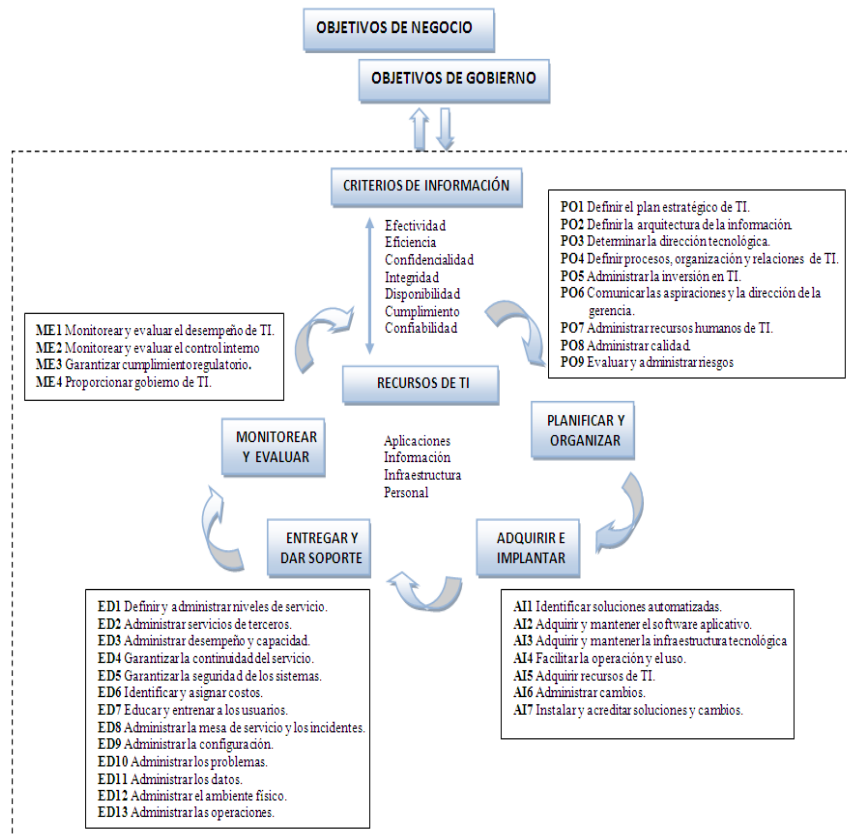 OBJETIVOS DE NEGOCIO
OBJETIVOS DE GOBIERNO
CRITERIOS DE INFORMACIÓN
Efectividad
Eficiencia
Confidencialidad
Integridad
Disponibilidad
Cumplimiento
Confiabilidad
PO1 Definir el plan estratégico de TI.
PO2 Definir la arquitectura de la información.
PO3 Determinar la dirección tecnológica.
PO4 Definir procesos, organización y relaciones de TI.
PO5 Administrar la inversión en TI.
PO6 Comunicar las aspiraciones y la dirección de la
gerencia.
PO7 Administrar recursos humanos de TI.
PO8 Administrar calidad.
PO9 Evaluar y administrar riesgos
ME1 Monitorear y evaluar el desempeño de TI.
ME2 Monitorear y evaluar el control interno
ME3 Garantizar cumplimiento regulatorio.
ME4 Proporcionar gobierno de TI.
RECURSOS DE TI
Aplicaciones
Información
Infraestructura
Personal
MONITOREAR
Y EVALUAR
PLANIFICAR Y
ORGANIZAR
ENTREGAR Y
DAR SOPORTE
ADQUIRIR E
IMPLANTAR
ED1 Definir y administrar niveles de servicio.
ED2 Administrar servicios de terceros.
ED3 Administrar desempeño y capacidad.
ED4 Garantizar la continuidad del servicio.
ED5 Garantizar la seguridad de los sistemas.
ED6 Identificar y asignar costos.
ED7 Educar y entrenar a los usuarios.
ED8 Administrar la mesa de servicio y los incidentes.
ED9 Administrar la configuración.
ED10 Administrar los problemas.
ED11 Administrar los datos.
ED12 Administrar el ambiente físico.
ED13 Administrar las operaciones.
AI1 Identificar soluciones automatizadas.
AI2 Adquirir y mantener el software aplicativo.
AI3 Adquirir y mantener la infraestructura tecnológica
AI4 Facilitar la operación y el uso.
AI5 Adquirir recursos de TI.
AI6 Administrar cambios.
AI7 Instalar y acreditar soluciones y cambios.